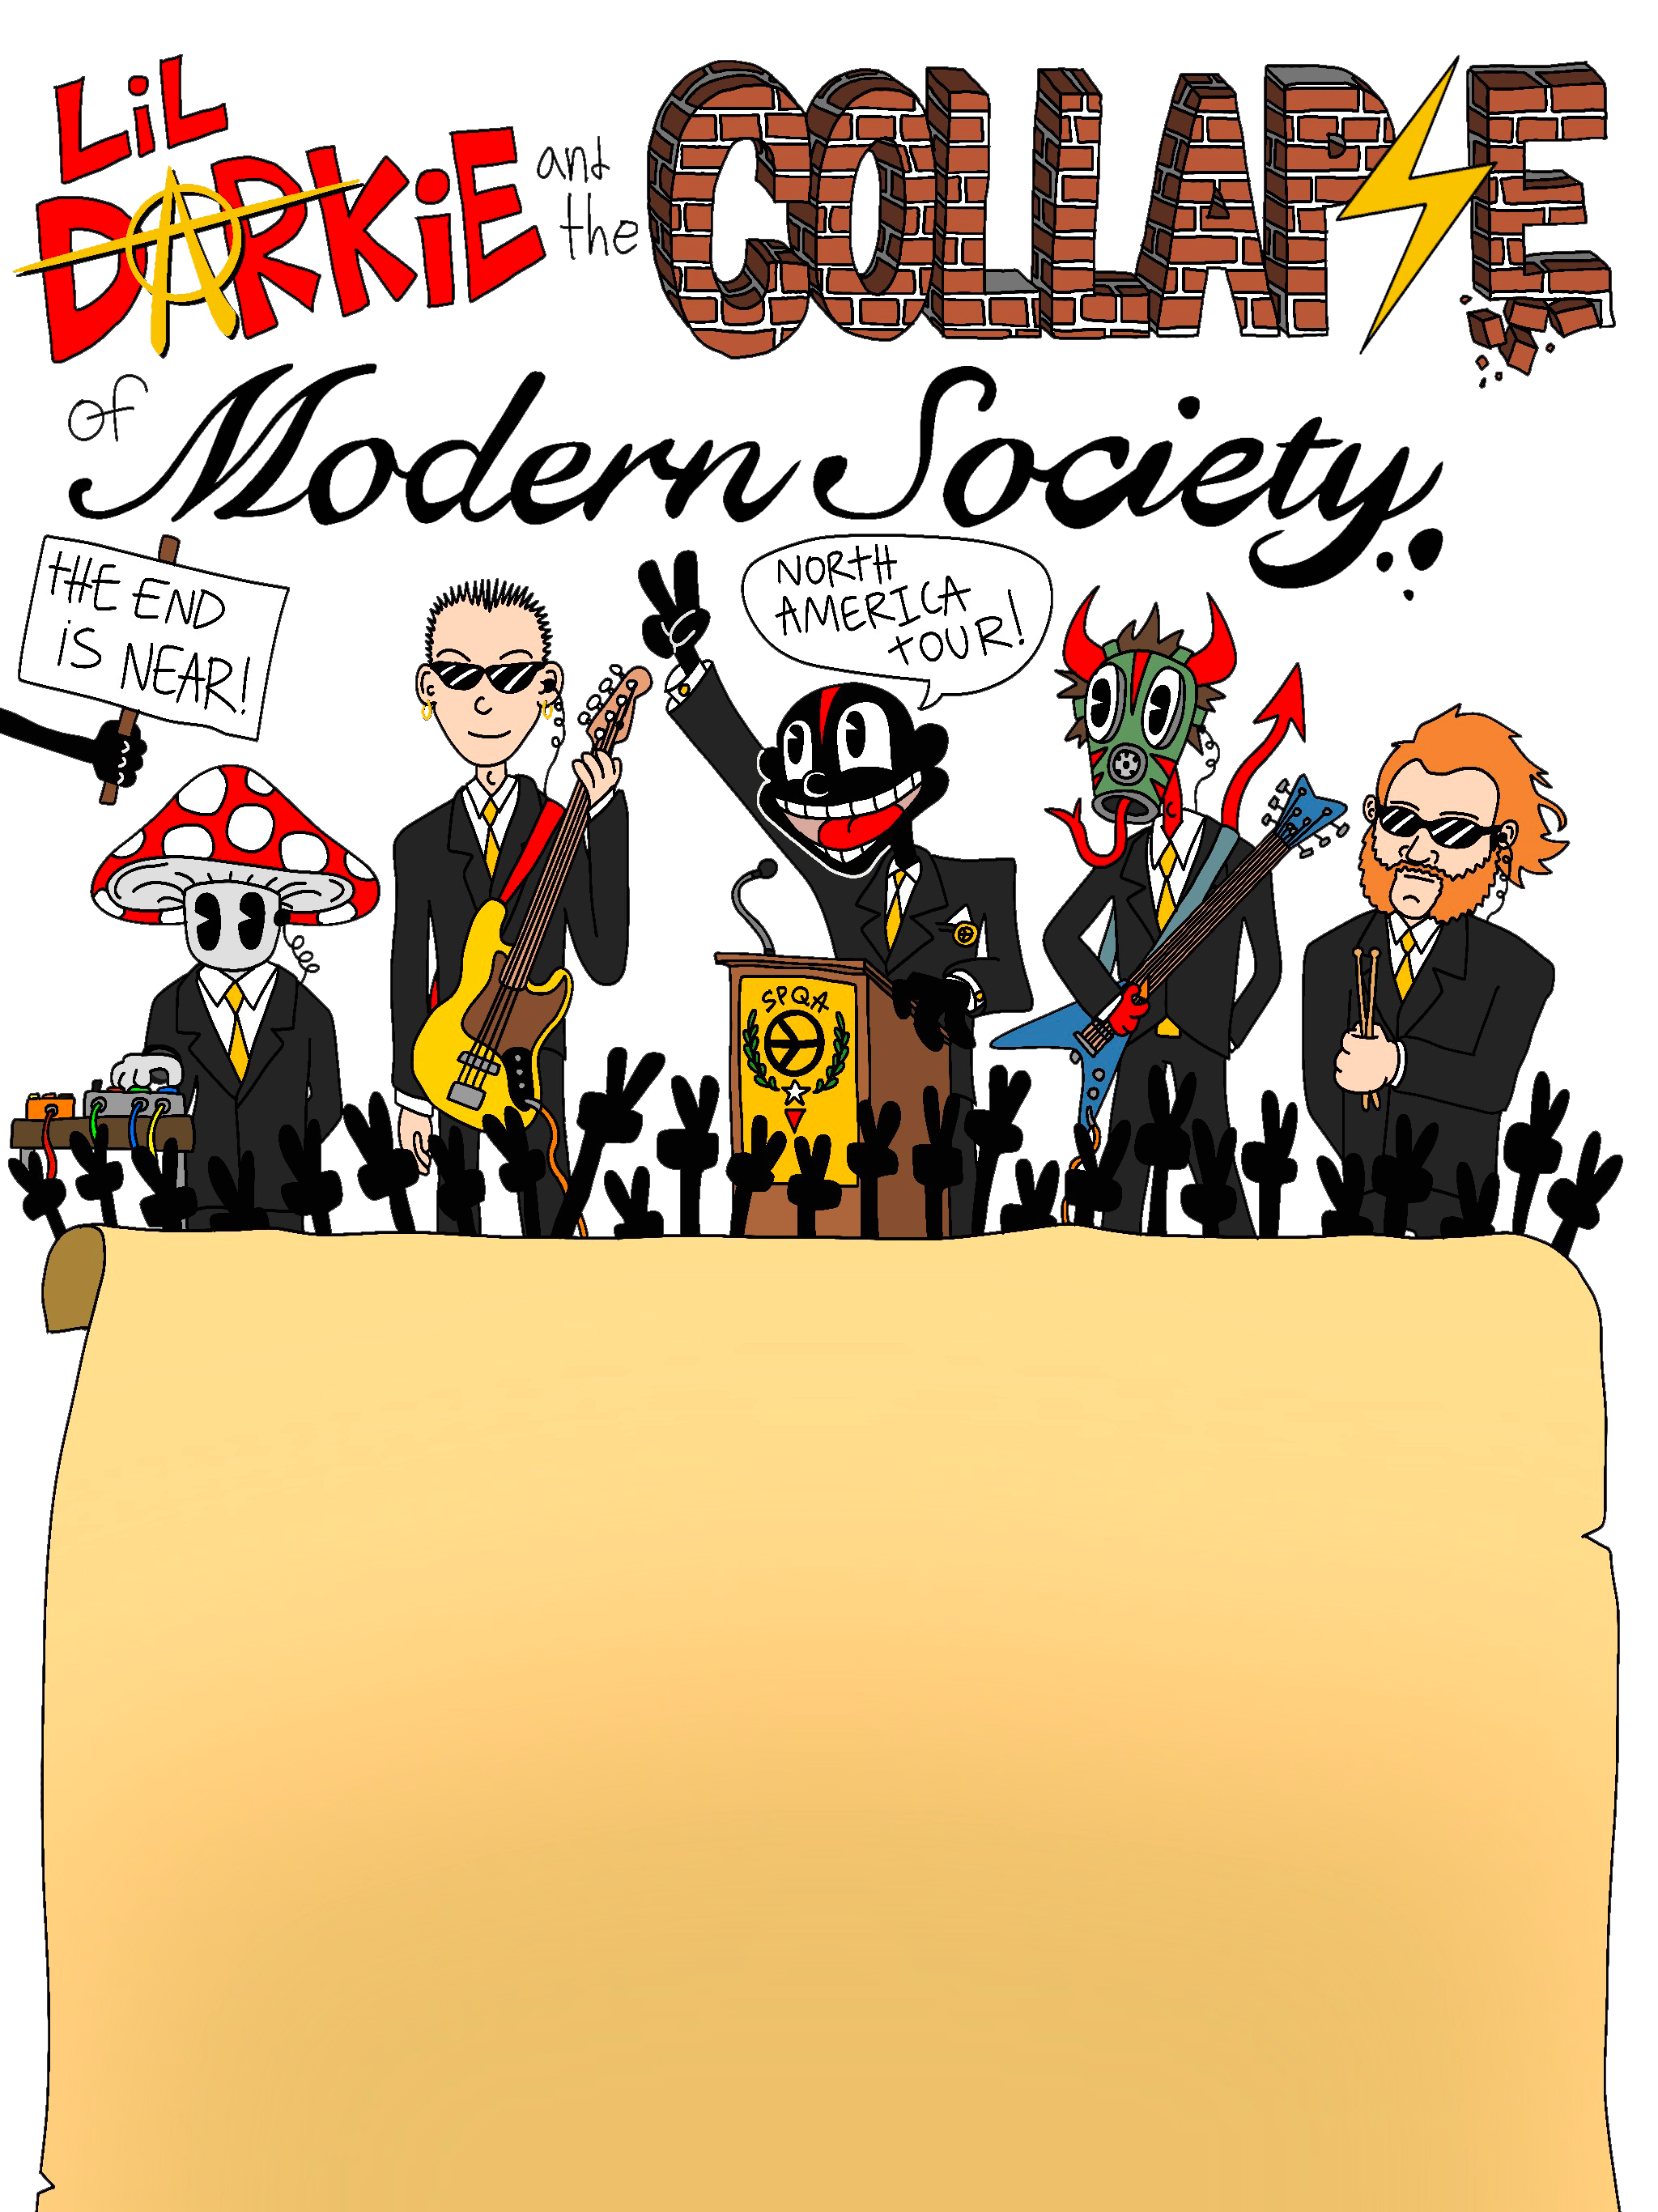 LiL
DARKiE
and
the
COLLAPSE
of Modern Society..
THE END
iS NEAR!
NORTH
AMERICA
TOUR!
SPQA